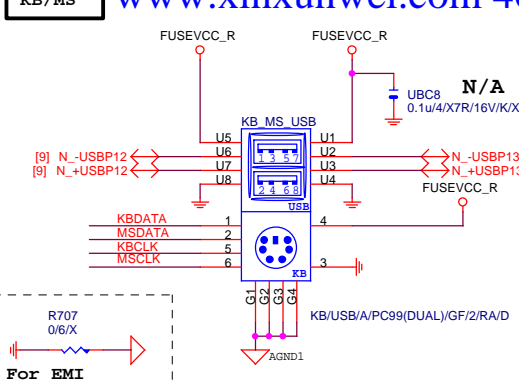 KB/MS
www.xinxunwei.com
FUSEVCC_R
FUSEVCC_R
UBC8
N/A
0.1u/4/X7R/16V/K/X
KB_MS_USB
U5 U1
[9] N_-USBP12 U6 U2 N_-USBP13
[9] N_+USBP12 U7 U3 N_+USBP13
U8 U4
1 3 5 7
2 4 6 8
USB
FUSEVCC_R
KBDATA 1 4
MSDATA 2
KBCLK 5
MSCLK 6 3
KB
G1 G2 G3 G4
KB/USB/A/PC99(DUAL)/GF/2/RA/D
AGND1
R707
0/6/X
For EMI